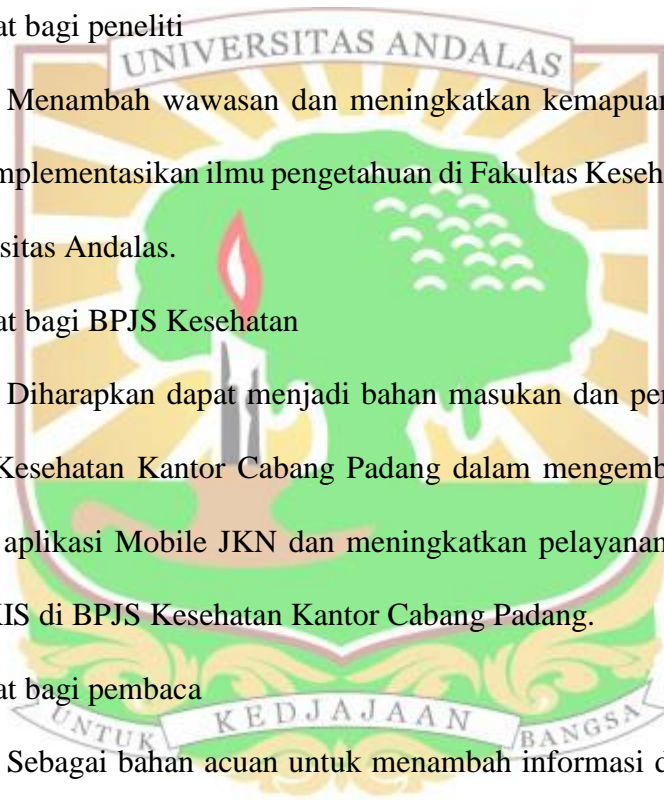 at bagi peneliti
UNIVERSITAS ANDALAS
Menambah wawasan dan meningkatkan kemapuan
mplementasikan ilmu pengetahuan di Fakultas Keseh
sitas Andalas.
at bagi BPJS Kesehatan
Diharapkan dapat menjadi bahan masukan dan per
Kesehatan Kantor Cabang Padang dalam mengemb
aplikasi Mobile JKN dan meningkatkan pelayanan
IS di BPJS Kesehatan Kantor Cabang Padang.
at bagi pembaca
UNTUK KEDJAJAAN BANGSA
Sebagai bahan acuan untuk menambah informasi d